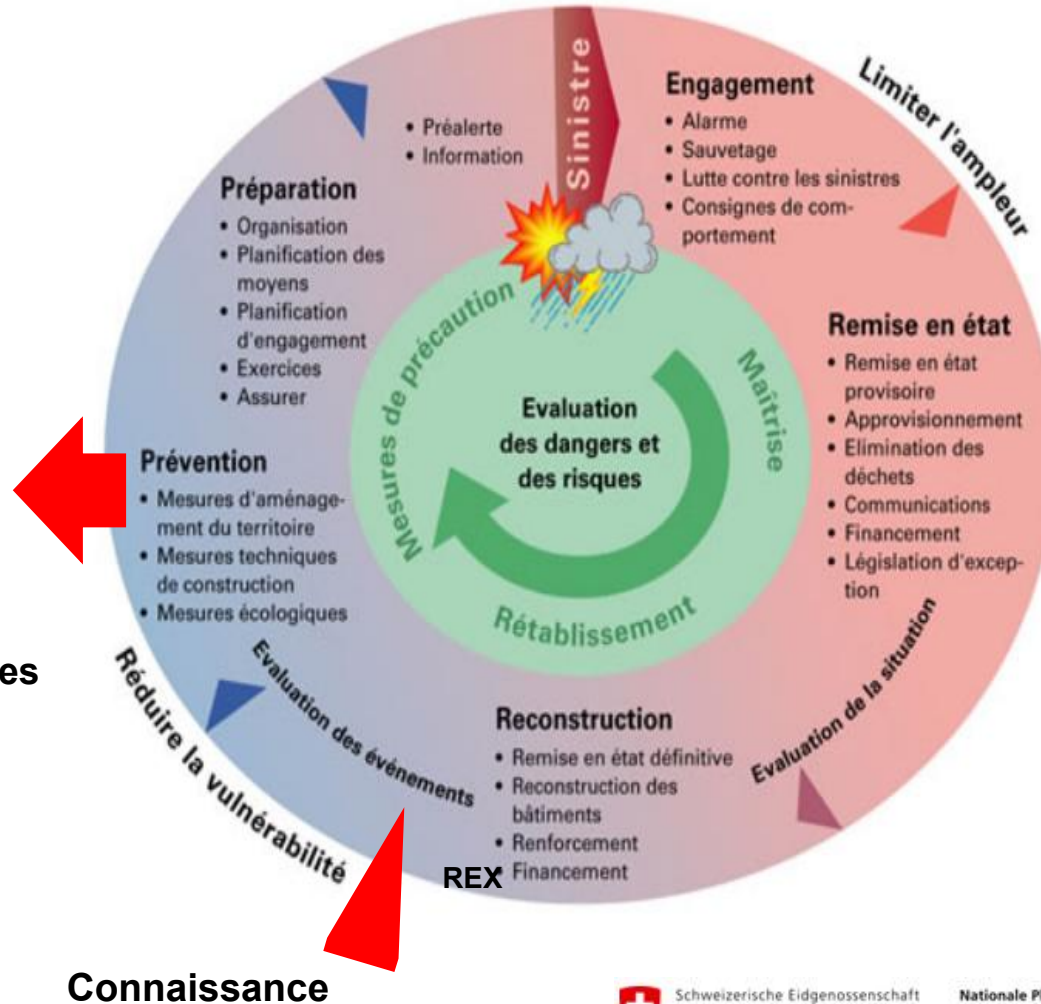 Sinistre
Engagement
• Alarme
• Sauvetage
• Lutte contre les sinistres
• Consignes de com-
portement
Limiter l'ampleur
Remise en état
• Remise en état
provisoire
• Approvisionnement
• Elimination des
déchets
• Communications
• Financement
• Législation d'excep-
tion
Evaluation de la situation
Reconstruction
• Remise en état définitive
• Reconstruction des
bâtiments
• Renforcement
• Financement
REX
Connaissance
Evaluation des événements
Réduire la vulnérabilité
es
Prévention
• Mesures d'aménage-
ment du territoire
• Mesures techniques
de construction
• Mesures écologiques
Préparation
• Organisation
• Planification des
moyens
• Planification
d'engagement
• Exercices
• Assurer
• Préalerte
• Information
Mesures de précaution
Maîtrise
Rétablissement
Evaluation
des dangers et
des risques
Schweizerische Eidgenossenschaft
Nationale